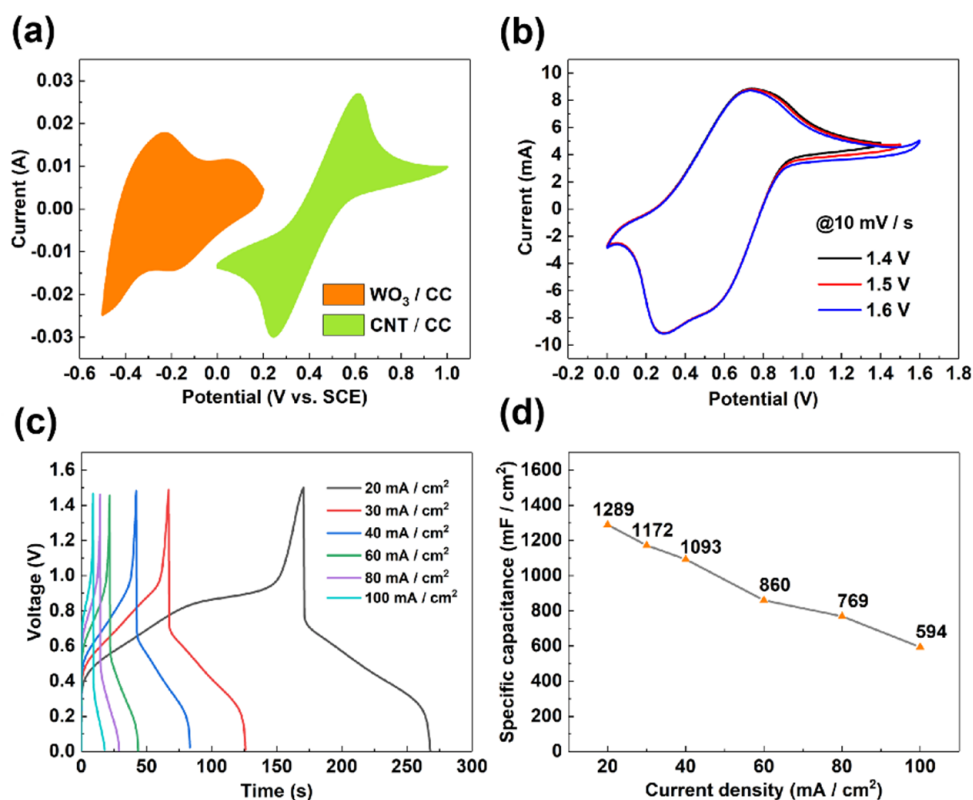 (a)
0.03
0.02
0.01
0.00
-0.01
-0.02
-0.03
Current (A)
-0.6 -0.4 -0.2 0.0 0.2 0.4 0.6 0.8 1.0
Potential (V vs. SCE)
WO₃ / CC
CNT / CC
(b)
10
8
6
4
2
0
-2
-4
-6
-8
-10
Current (mA)
-0.2 0.0 0.2 0.4 0.6 0.8 1.0 1.2 1.4 1.6 1.8
Potential (V)
@10 mV / s
1.4 V
1.5 V
1.6 V
(c)
1.6
1.4
1.2
1.0
0.8
0.6
0.4
0.2
0.0
Voltage (V)
0 50 100 150 200 250 300
Time (s)
20 mA / cm²
30 mA / cm²
40 mA / cm²
60 mA / cm²
80 mA / cm²
100 mA / cm²
(d)
1600
1400
1200
1000
800
600
400
200
0
Specific capacitance (mF / cm²)
1289
1172
1093
860
769
594
20 40 60 80 100
Current density (mA / cm²)